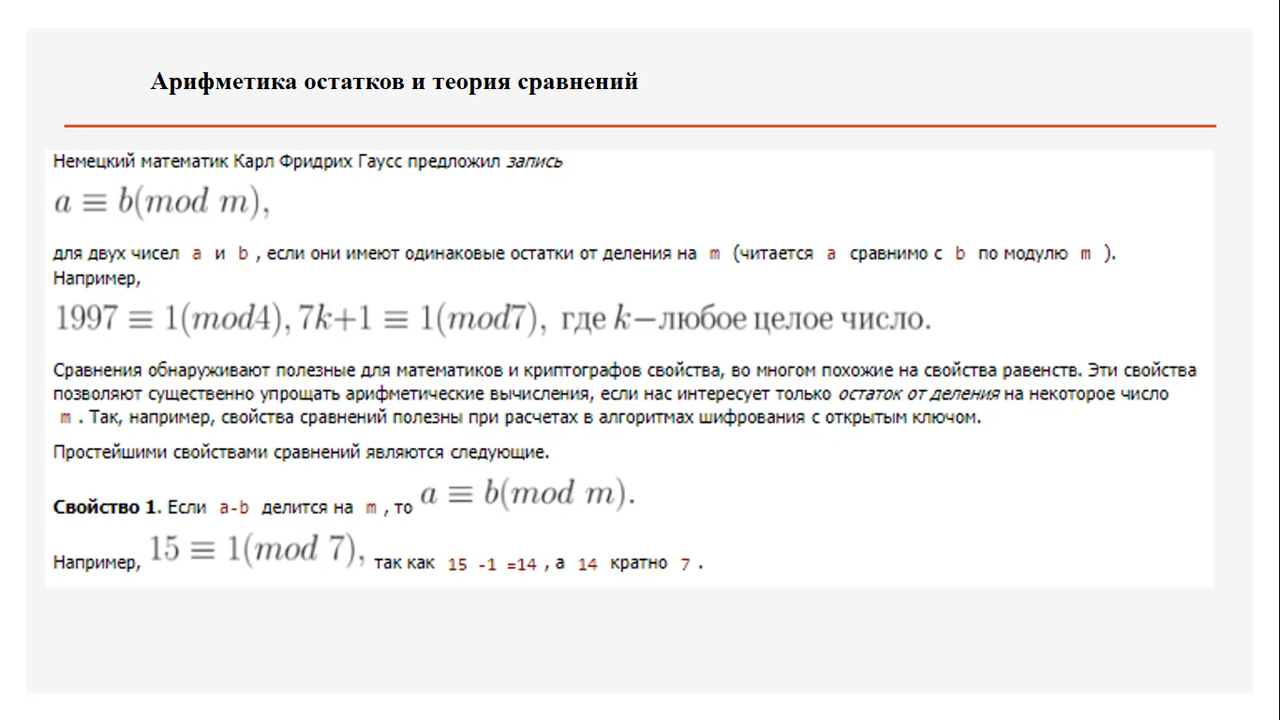 Арифметика остатков и теория сравнений
Немецкий математик Карл Фридрих Гаусс предложил запись
a ≡ b(mod m),
для двух чисел a и b , если они имеют одинаковые остатки от деления на m (читается a сравнимо с b по модулю m ).
Например,
1997 ≡ 1(mod4), 7k+1 ≡ 1(mod7), где k−любое целое число.
Сравнения обнаруживают полезные для математиков и криптографов свойства, во многом похожие на свойства равенств. Эти свойства
позволяют существенно упрощать арифметические вычисления, если нас интересует только остаток от деления на некоторое число
m . Так, например, свойства сравнений полезны при расчетах в алгоритмах шифрования с открытым ключом.
Простейшими свойствами сравнений являются следующие.
Свойство 1. Если a-b делится на m , то a ≡ b(mod m).
Например, 15 ≡ 1(mod 7), так как 15 -1 =14 , а 14 кратно 7 .